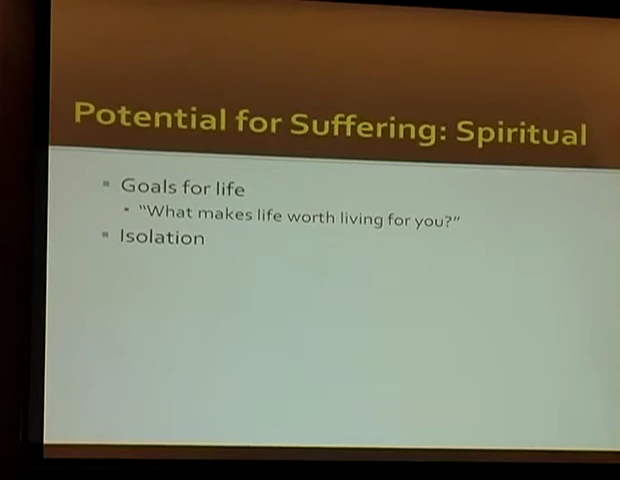 Potential for Suffering: Spiritual
Goals for life
"What makes life worth living for you?"
Isolation